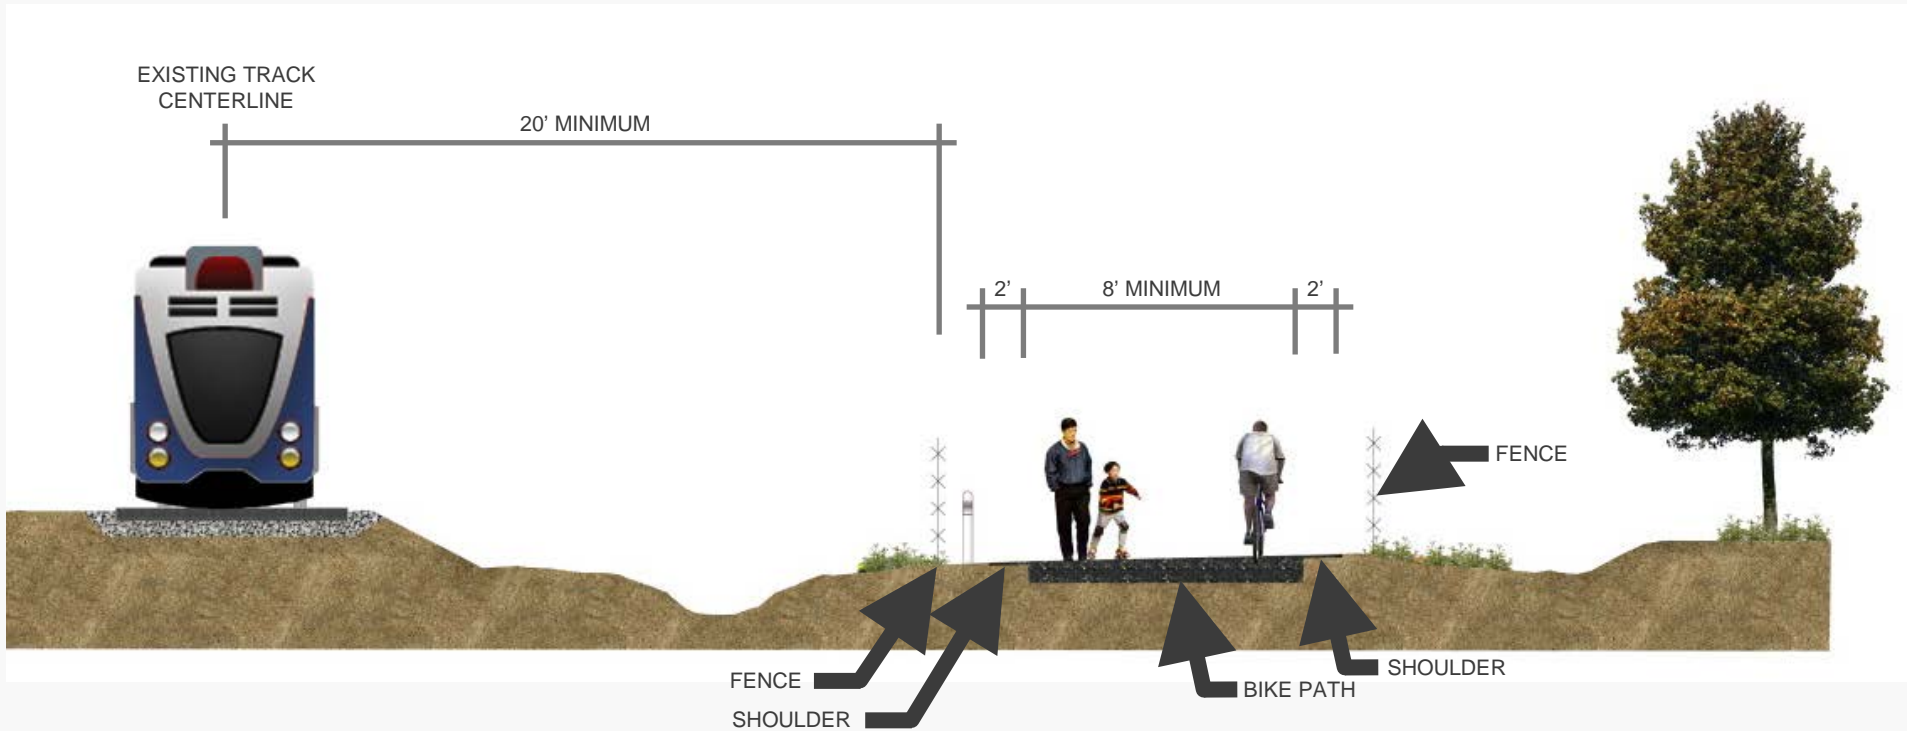 EXISTING TRACK
CENTERLINE
20’ MINIMUM
2’
8’ MINIMUM
2’
FENCE
FENCE
SHOULDER
BIKE PATH
SHOULDER